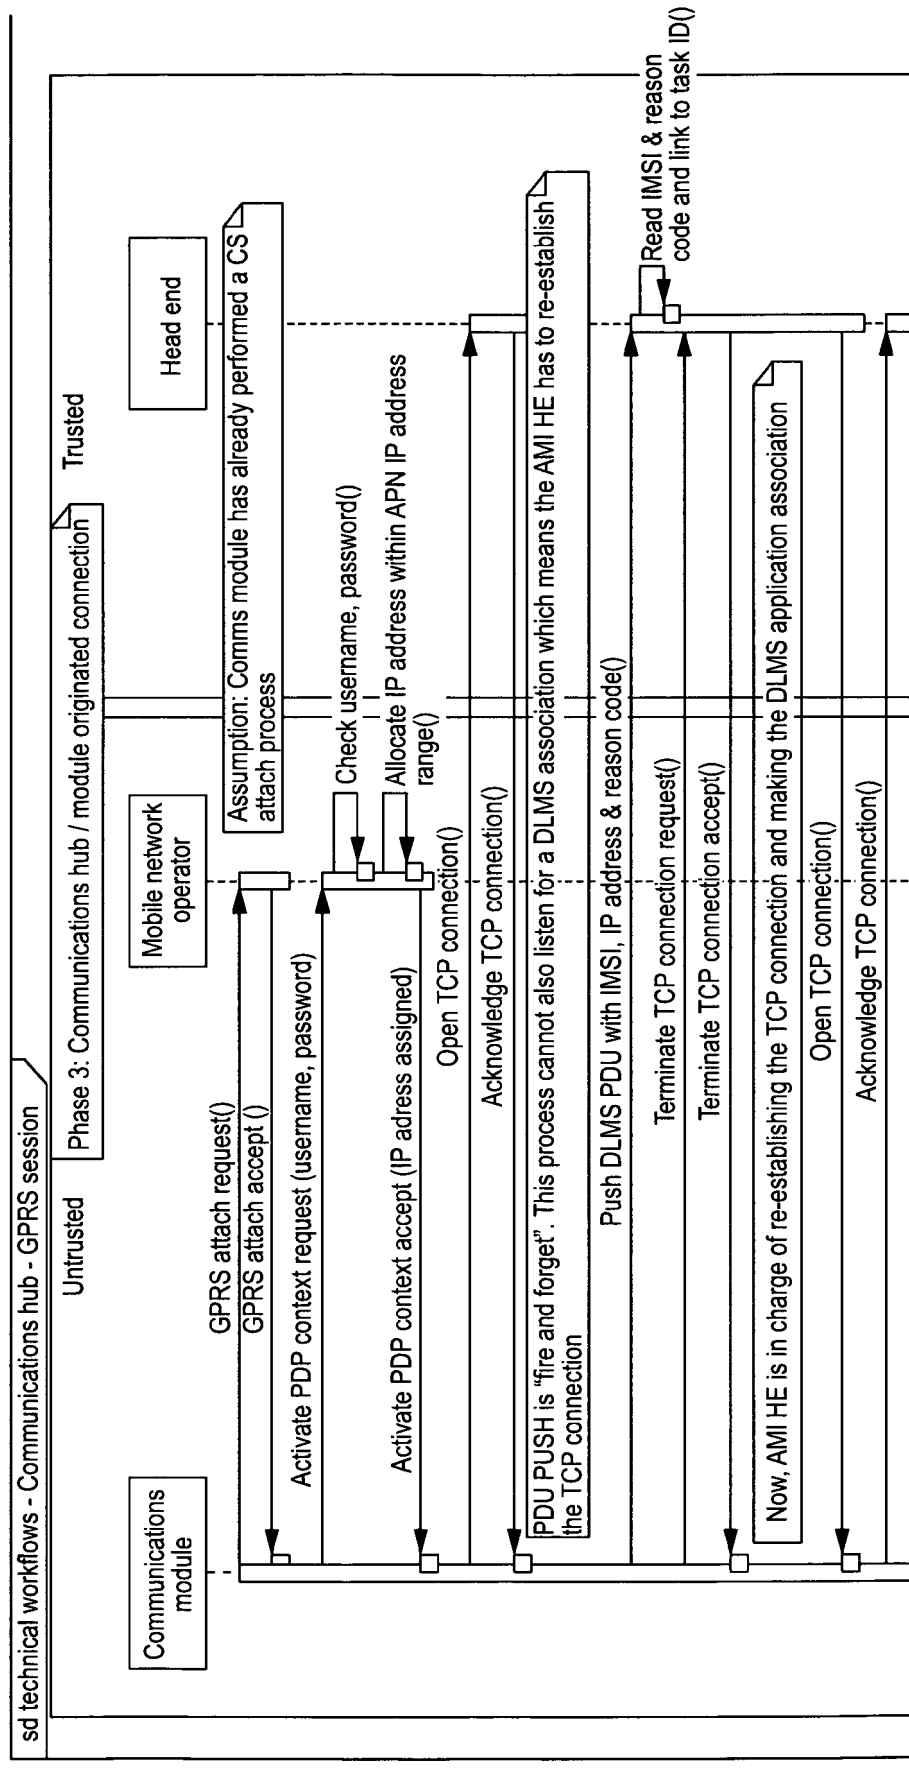 sd technical workflows - Communications hub - GPRS session
Phase 3: Communications hub / module originated connection
Untrusted
Trusted
Communications
module
Mobile network
operator
Head end
Assumption: Comms module has already performed a CS
attach process
GPRS attach request()
GPRS attach accept ()
Activate PDP context request (username, password)
Check username, password()
Allocate IP address within APN IP address
range()
Activate PDP context accept (IP adress assigned)
Open TCP connection()
Acknowledge TCP connection()
PDU PUSH is “fire and forget”. This process cannot also listen for a DLMS association which means the AMI HE has to re-establish
the TCP connection
Push DLMS PDU with IMSI, IP address & reason code()
Read IMSI & reason
code and link to task ID()
Terminate TCP connection request()
Terminate TCP connection accept()
Now, AMI HE is in charge of re-establishing the TCP connection and making the DLMS application association
Open TCP connection()
Acknowledge TCP connection()